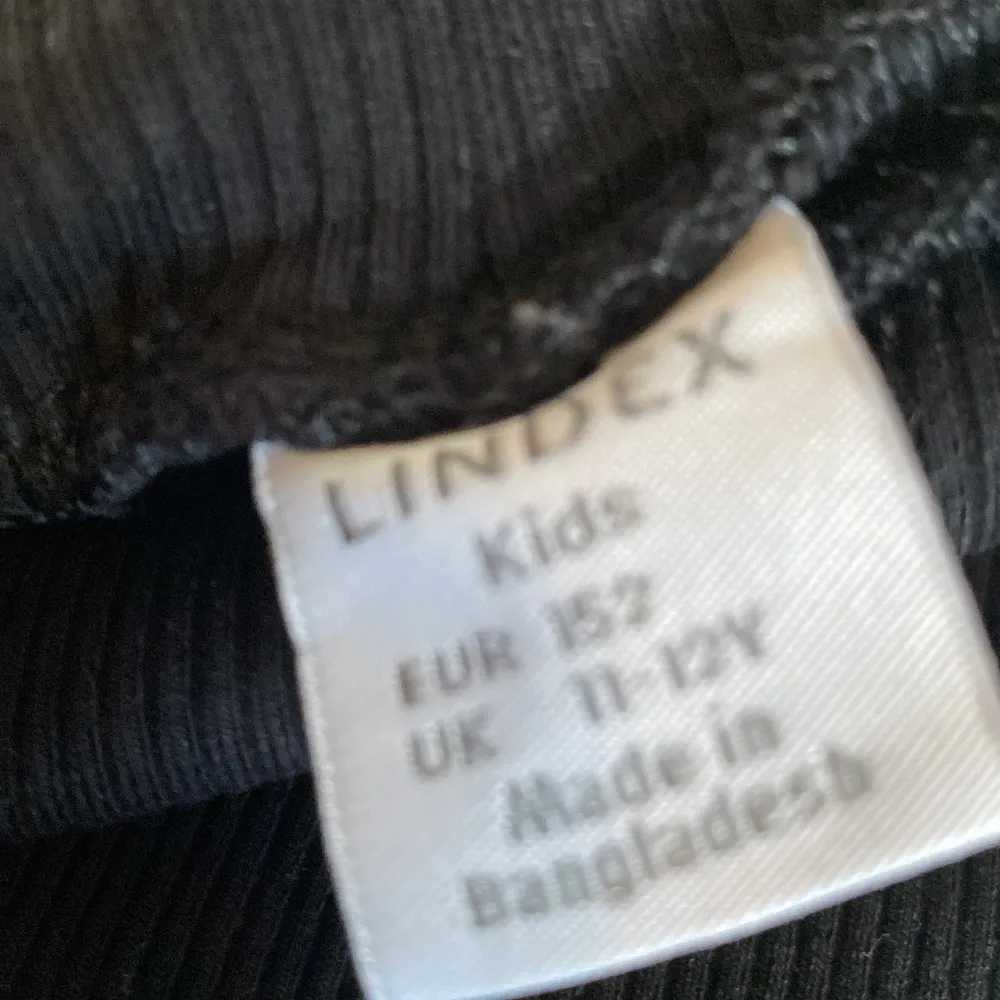 LINDEX
Kids
EUR 152
UK 11-12Y
Made in
Bangladesh